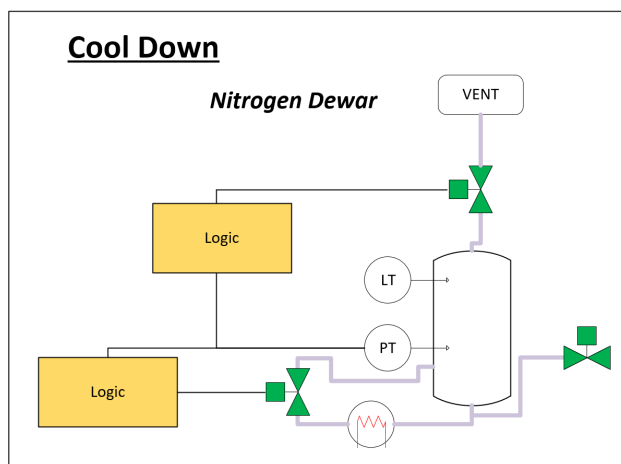 Cool Down
Nitrogen Dewar
VENT
Logic
LT
PT
Logic